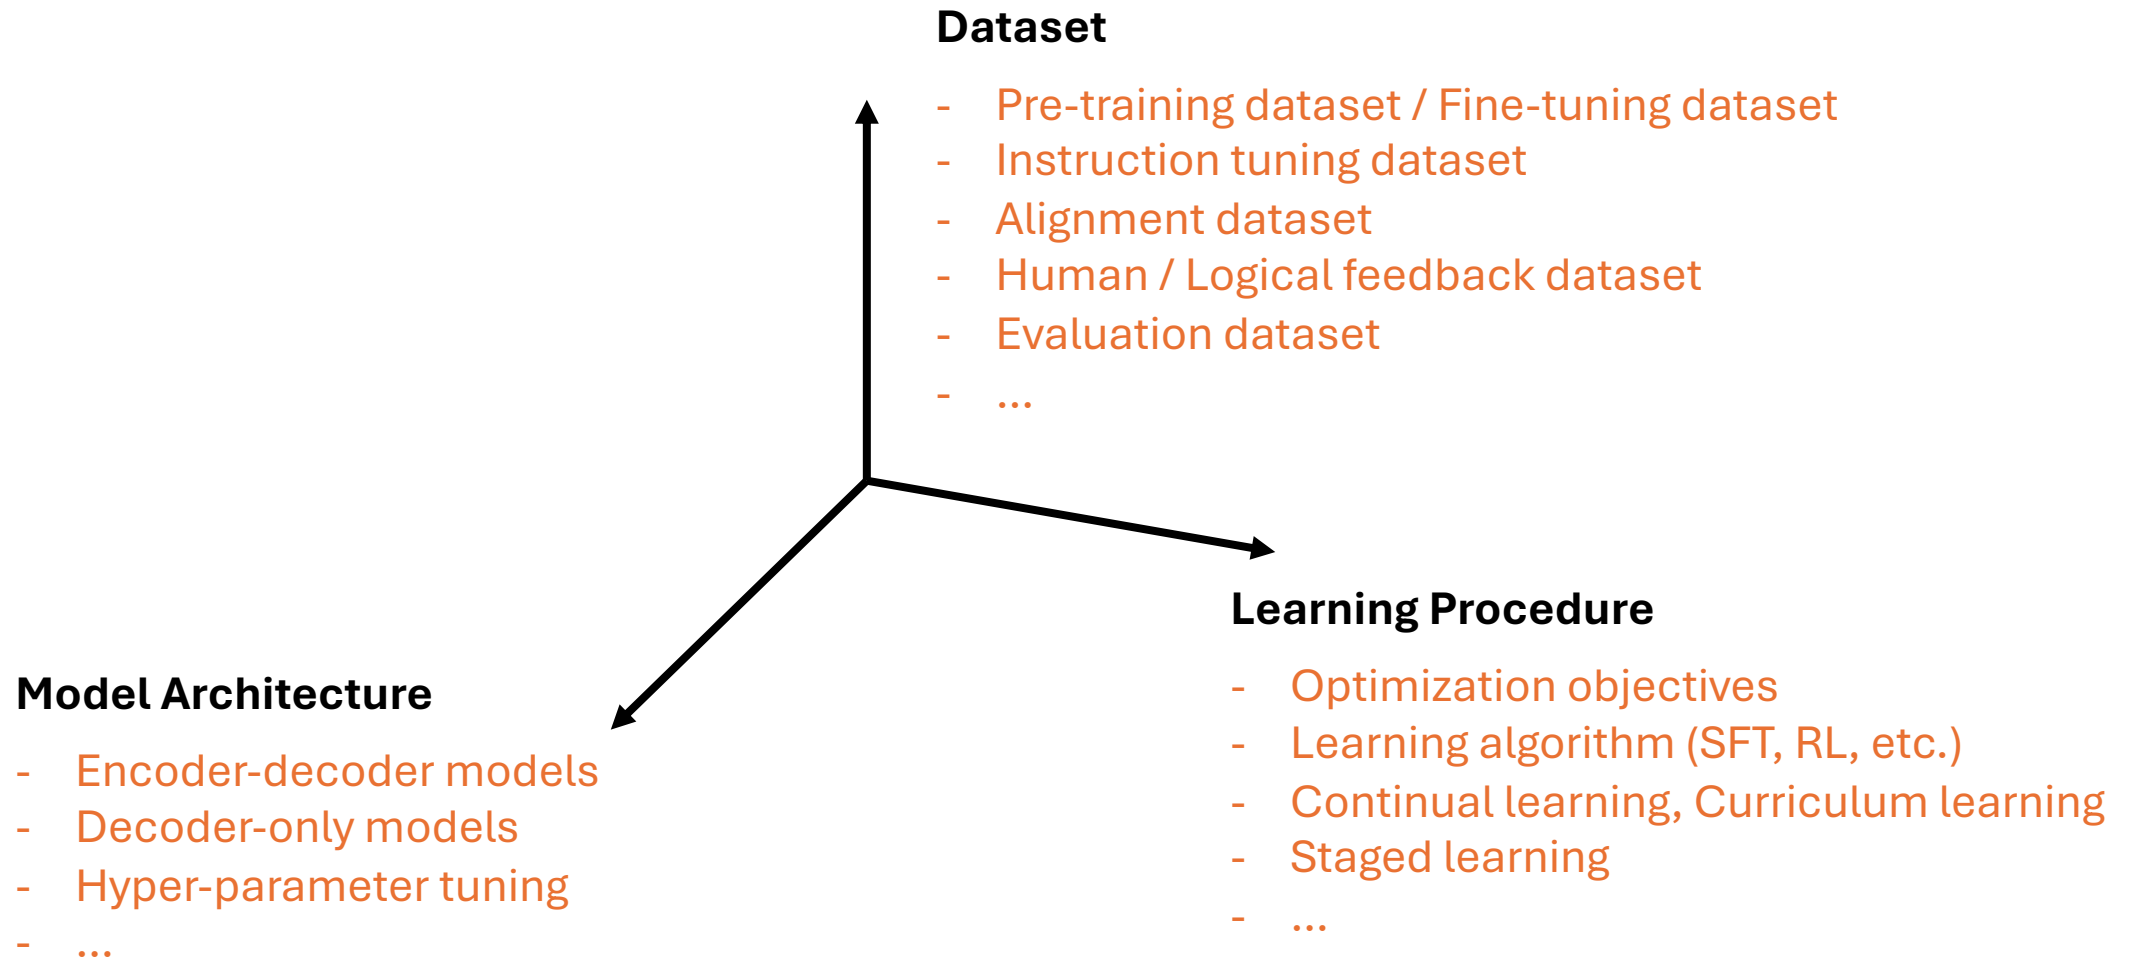 Dataset
- Pre-training dataset / Fine-tuning dataset
- Instruction tuning dataset
- Alignment dataset
- Human / Logical feedback dataset
- Evaluation dataset
- ...
Learning Procedure
- Optimization objectives
- Learning algorithm (SFT, RL, etc.)
- Continual learning, Curriculum learning
- Staged learning
- ...
Model Architecture
- Encoder-decoder models
- Decoder-only models
- Hyper-parameter tuning
- ...